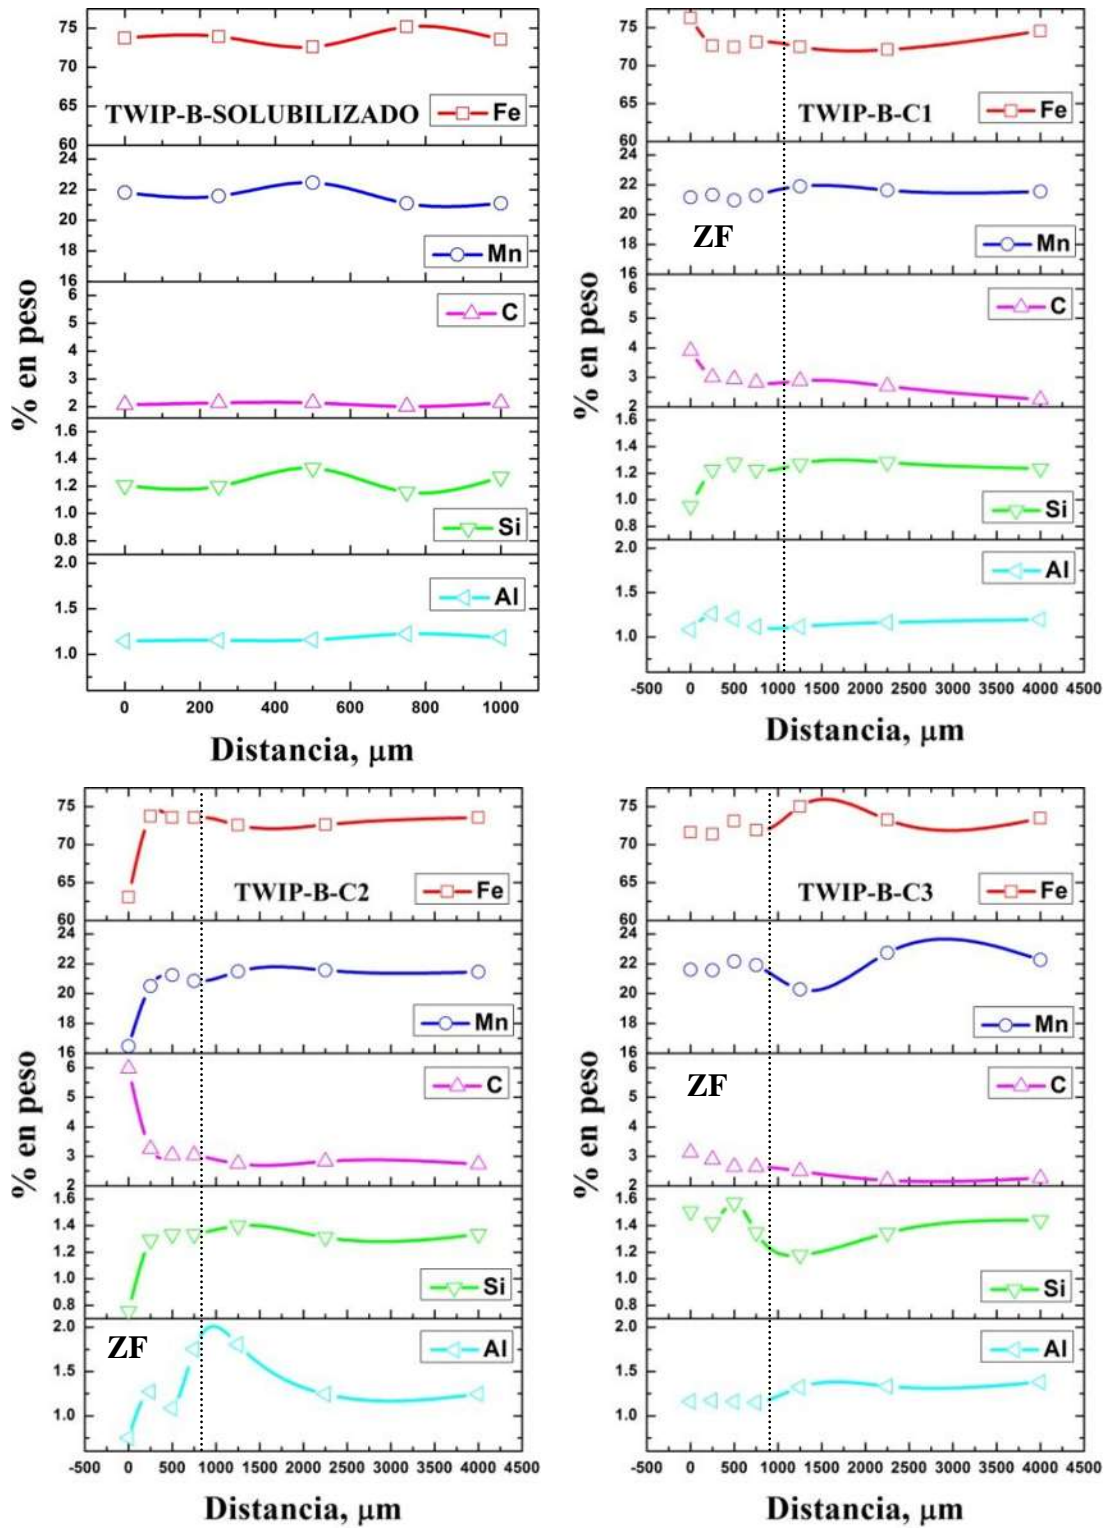 % en peso
75
70
65
60
TWIP-B-SOLUBILIZADO
Fe
24
22
20
18
16
Mn
6
5
4
3
2
C
1.6
1.4
1.2
1.0
0.8
Si
2.0
1.5
1.0
Al
0 200 400 600 800 1000
Distancia, μm
% en peso
75
70
65
60
TWIP-B-C1
Fe
24
22
20
18
16
ZF
Mn
6
5
4
3
2
C
1.6
1.4
1.2
1.0
0.8
Si
2.0
1.5
1.0
Al
-500 0 500 1000 1500 2000 2500 3000 3500 4000 4500
Distancia, μm
% en peso
75
70
65
60
TWIP-B-C2
Fe
24
22
20
18
16
Mn
6
5
4
3
2
C
1.6
1.4
1.2
1.0
0.8
Si
2.0
1.5
1.0
ZF
Al
-500 0 500 1000 1500 2000 2500 3000 3500 4000 4500
Distancia, μm
% en peso
75
70
65
60
TWIP-B-C3
Fe
24
22
20
18
16
Mn
6
5
4
3
2
ZF
C
1.6
1.4
1.2
1.0
0.8
Si
2.0
1.5
1.0
Al
-500 0 500 1000 1500 2000 2500 3000 3500 4000 4500
Distancia, μm